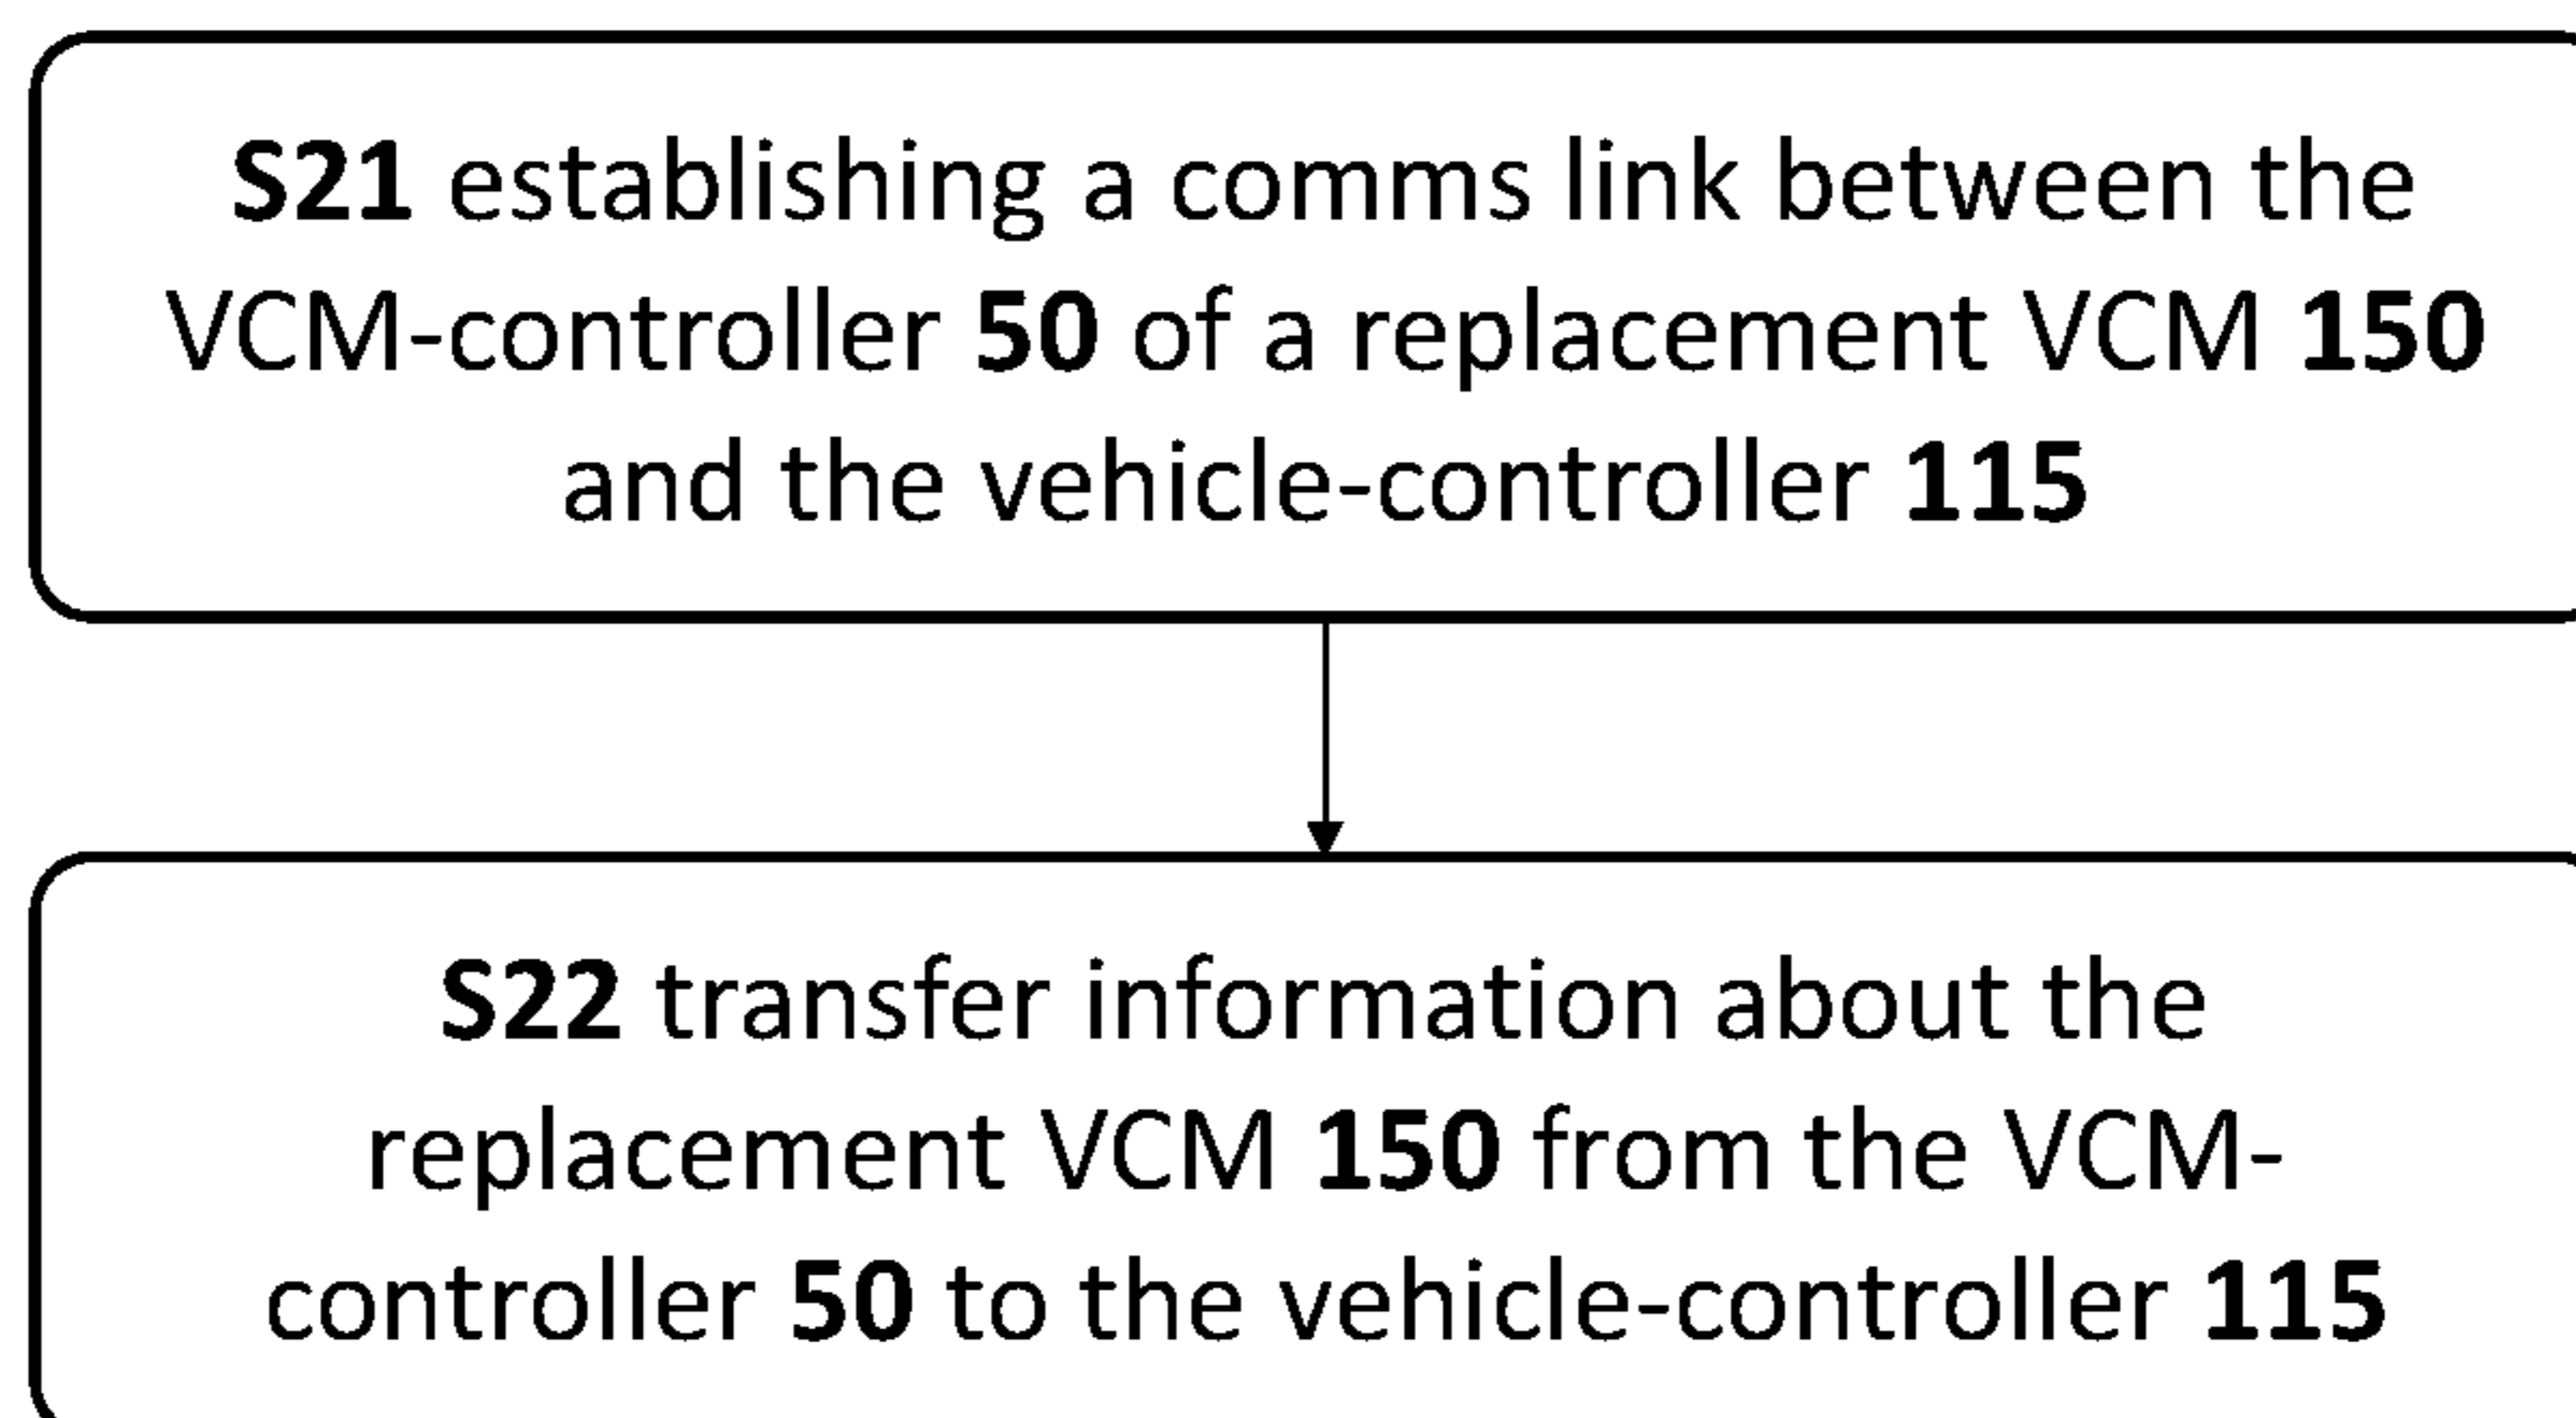 S21 establishing a comms link between the
VCM-controller 50 of a replacement VCM 150
and the vehicle-controller 115
S22 transfer information about the
replacement VCM 150 from the VCM-
controller 50 to the vehicle-controller 115